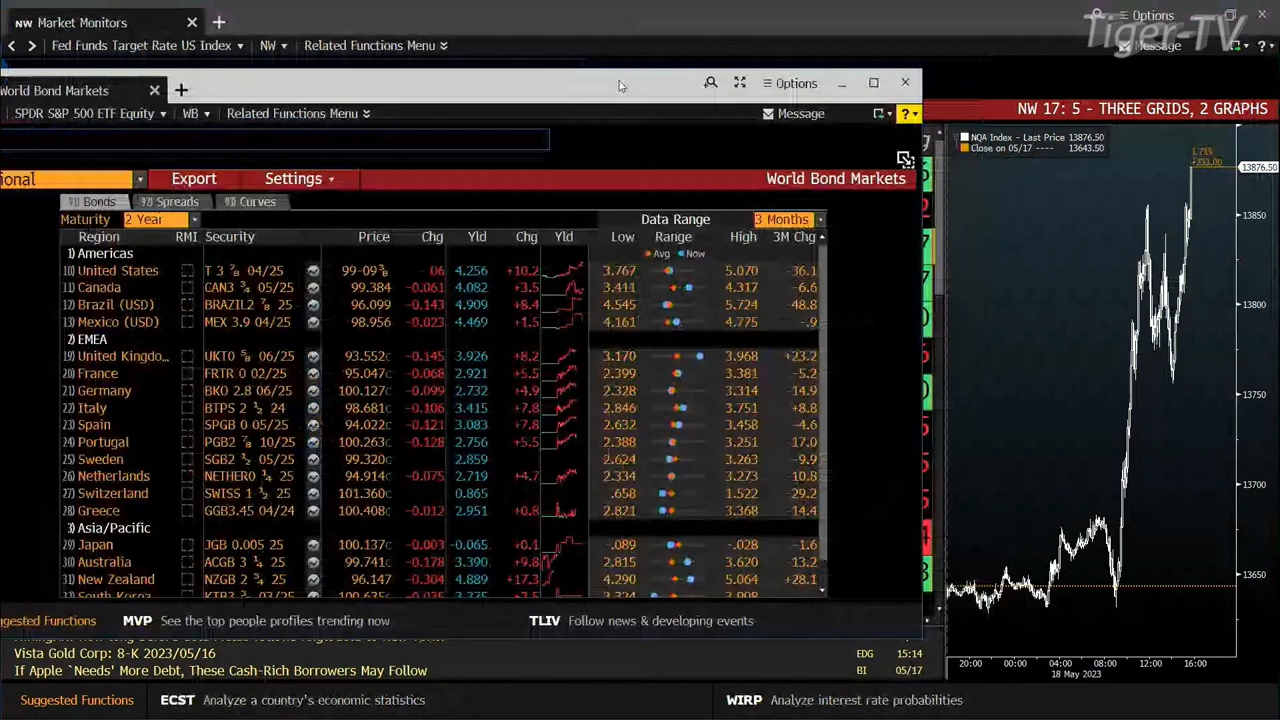 NW Market Monitors
Options
Tiger-TV
Fed Funds Target Rate US Index NW Related Functions Menu
Message ?
World Bond Markets
Options
SPDR S&P 500 ETF Equity WB Related Functions Menu
Message ?
NW 17: 5 - THREE GRIDS, 2 GRAPHS
NQA Index - Last Price 13876.50
Close on 05/17 ---- 13643.50
1.71%
+233.00
13876.50
Export Settings World Bond Markets
91) Bonds 92) Spreads 93) Curves
Maturity 2 Year Data Range 3 Months
Region RMI Security Price Chg Yld Chg Yld Low Range High 3M Chg
Avg Now
1) Americas
10) United States T 3 ⅞ 04/25 99-09⅜ - 06 4.256 +10.2 3.767 5.070 -36.1
11) Canada CAN3 ¾ 05/25 99.384 -0.061 4.082 +3.5 3.411 4.317 -6.6
12) Brazil (USD) BRAZIL2 ⅞ 25 96.099 -0.143 4.909 +8.4 4.545 5.724 -48.8
13) Mexico (USD) MEX 3.9 04/25 98.956 -0.023 4.469 +1.5 4.161 4.775 -.9
2) EMEA
19) United Kingdo... UKT0 ⅝ 06/25 93.552c -0.145 3.926 +8.2 3.170 3.968 +23.2
20) France FRTR 0 02/25 95.047c -0.068 2.921 +5.5 2.399 3.381 -5.2
21) Germany BKO 2.8 06/25 100.127c -0.099 2.732 +4.9 2.328 3.314 -14.9
22) Italy BTPS 2 ½ 24 98.681c -0.106 3.415 +7.8 2.846 3.751 +8.8
23) Spain SPGB 0 05/25 94.022c -0.121 3.083 +7.8 2.632 3.458 -4.6
24) Portugal PGB2 ⅞ 10/25 100.263c -0.128 2.756 +5.5 2.388 3.251 -17.0
25) Sweden SGB2 ½ 05/25 99.320c 2.859 2.624 3.263 -9.9
26) Netherlands NETHER0 ¼ 25 94.914c -0.075 2.719 +4.7 2.334 3.273 -10.8
27) Switzerland SWISS 1 ½ 25 101.360c 0.865 .658 1.522 -29.2
28) Greece GGB3.45 04/24 100.408c -0.012 2.951 +0.8 2.821 3.368 -14.4
3) Asia/Pacific
29) Japan JGB 0.005 25 100.137c -0.003 -0.065 +0.1 -.089 -.028 -1.6
30) Australia ACGB 3 ¼ 25 99.741c -0.178 3.390 +9.8 2.815 3.620 -13.2
31) New Zealand NZGB 2 ¾ 25 96.147 -0.304 4.889 +17.3 4.290 5.064 +28.1
South Korea
13850
13800
13750
13700
13650
20:00 00:00 04:00 08:00 12:00 16:00
18 May 2023
ggested Functions MVP See the top people profiles trending now TLIV Follow news & developing events
Vista Gold Corp: 8-K 2023/05/16 EDG 15:14
If Apple `Needs' More Debt, These Cash-Rich Borrowers May Follow BI 05/17
Suggested Functions ECST Analyze a country's economic statistics WIRP Analyze interest rate probabilities